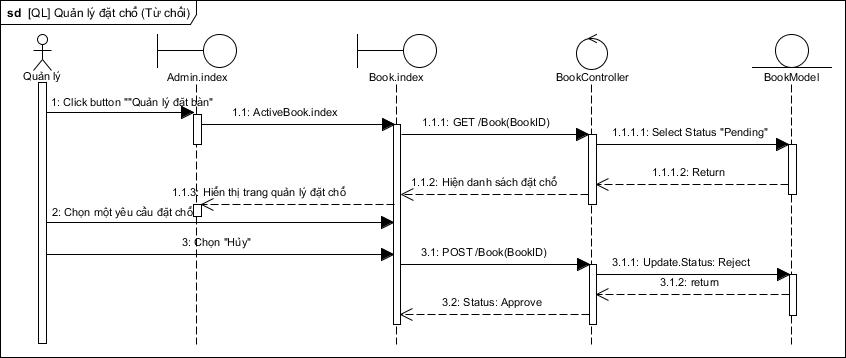 sd [QL] Quản lý đặt chỗ (Từ chối)
Quản lý
Admin.index
Book.index
BookController
BookModel
1: Click button ""Quản lý đặt bàn"
1.1: ActiveBook.index
1.1.1: GET /Book(BookID)
1.1.1.1: Select Status "Pending"
1.1.1.2: Return
1.1.2: Hiện danh sách đặt chỗ
1.1.3: Hiển thị trang quản lý đặt chỗ
2: Chọn một yêu cầu đặt chỗ
3: Chọn "Hủy"
3.1: POST /Book(BookID)
3.1.1: Update.Status: Reject
3.1.2: return
3.2: Status: Approve